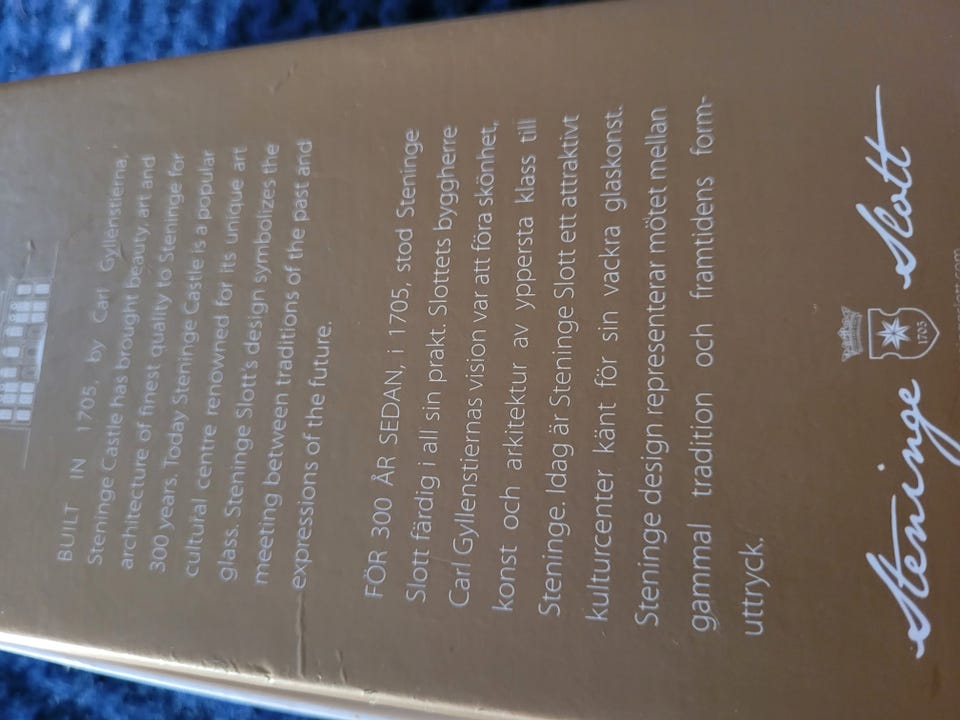 BUILT IN 1705, by Carl Gyllenstierna,
Steninge Castle has brought beauty, art and
architecture of finest quality to Steninge for
300 years. Today Steninge Castle is a popular
cultural centre renowned for its unique art
glass. Steninge Slott's design symbolizes the
meeting between traditions of the past and
expressions of the future.
FÖR 300 ÅR SEDAN, i 1705, stod Steninge
Slott färdig i all sin prakt. Slottets byggherre
Carl Gyllenstiernas vision var att föra skönhet,
konst och arkitektur av yppersta klass till
Steninge. Idag är Steninge Slott ett attraktivt
kulturcenter känt för sin vackra glaskonst.
Steninge design representerar mötet mellan
gammal tradition och framtidens form-
uttryck.
Steninge Slott
1705